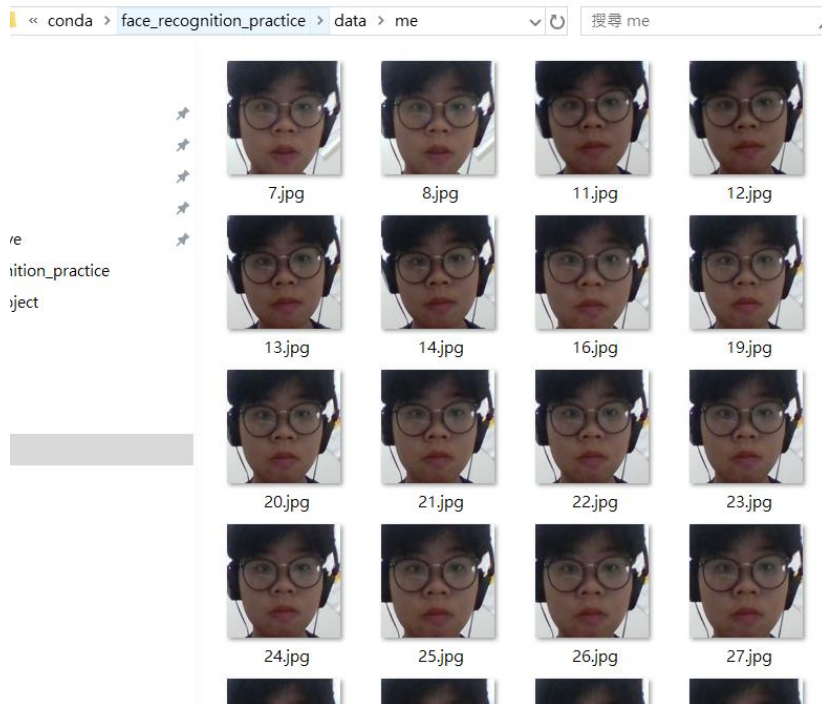 « conda > face_recognition_practice > data > me
搜尋 me
7.jpg
8.jpg
11.jpg
12.jpg
ve
nition_practice
oject
13.jpg
14.jpg
16.jpg
19.jpg
20.jpg
21.jpg
22.jpg
23.jpg
24.jpg
25.jpg
26.jpg
27.jpg